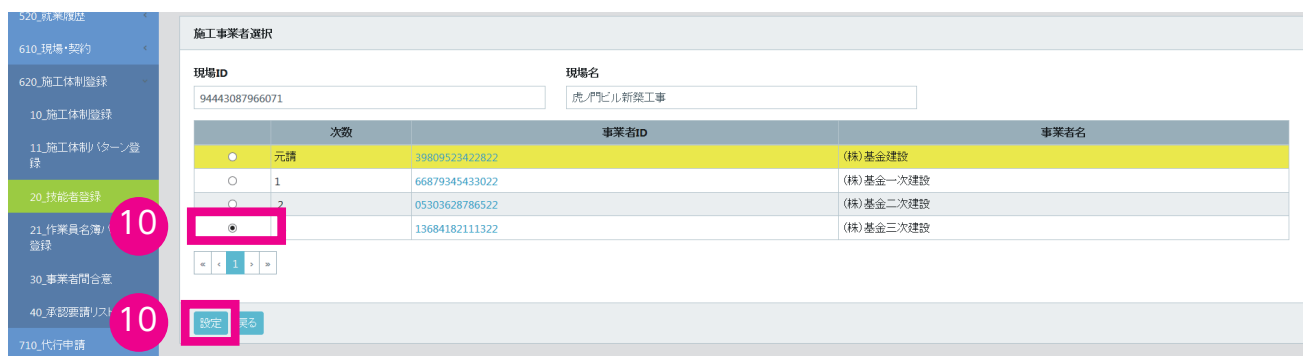 520_就業履歴
610_現場・契約
620_施工体制登録
10_施工体制登録
11_施工体制パターン登
録
20_技能者登録
10
21_作業員名簿パ
登録
30_事業者間合意
40_承認要請リスト
10
710_代行申請
施工事業者選択
現場ID 現場名
94443087966071 虎ノ門ビル新築工事
次数 事業者ID 事業者名
元請 39809523422822 (株)基金建設
1 66879345433022 (株)基金一次建設
2 05303628786522 (株)基金二次建設
13684182111322 (株)基金三次建設
« ‹ 1 › »
設定 戻る